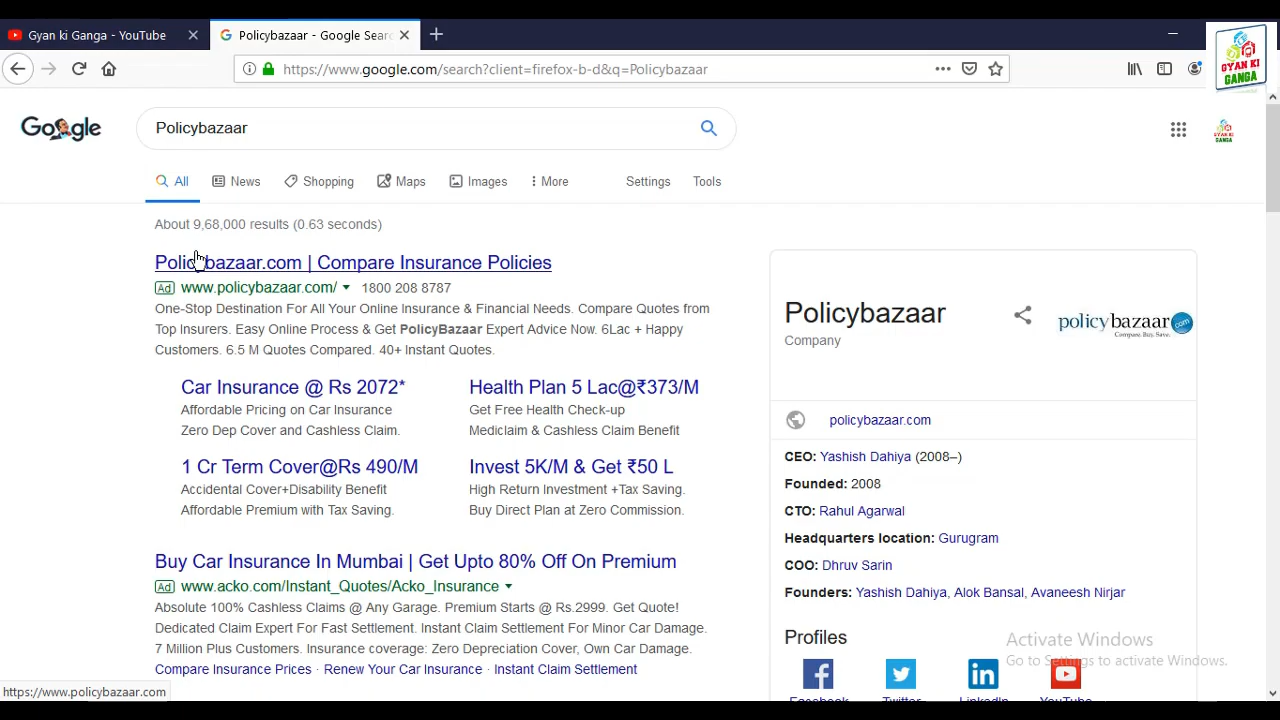 Gyan ki Ganga - YouTube
Policybazaar - Google Sear
https://www.google.com/search?client=firefox-b-d&q=Policybazaar
GYAN KI
GANGA
Google
Policybazaar
All
News
Shopping
Maps
Images
More
Settings
Tools
About 9,68,000 results (0.63 seconds)
Policybazaar.com | Compare Insurance Policies
Ad www.policybazaar.com/ 1800 208 8787
One-Stop Destination For All Your Online Insurance & Financial Needs. Compare Quotes from
Top Insurers. Easy Online Process & Get PolicyBazaar Expert Advice Now. 6Lac + Happy
Customers. 6.5 M Quotes Compared. 40+ Instant Quotes.
Car Insurance @ Rs 2072*
Affordable Pricing on Car Insurance
Zero Dep Cover and Cashless Claim.
Health Plan 5 Lac@₹373/M
Get Free Health Check-up
Mediclaim & Cashless Claim Benefit
1 Cr Term Cover@Rs 490/M
Accidental Cover+Disability Benefit
Affordable Premium with Tax Saving.
Invest 5K/M & Get ₹50 L
High Return Investment +Tax Saving.
Buy Direct Plan at Zero Commission.
Buy Car Insurance In Mumbai | Get Upto 80% Off On Premium
Ad www.acko.com/Instant_Quotes/Acko_Insurance
Absolute 100% Cashless Claims @ Any Garage. Premium Starts @ Rs.2999. Get Quote!
Dedicated Claim Expert For Fast Settlement. Instant Claim Settlement For Minor Car Damage.
7 Million Plus Customers. Insurance coverage: Zero Depreciation Cover, Own Car Damage.
Compare Insurance Prices · Renew Your Car Insurance · Instant Claim Settlement
https://www.policybazaar.com
Policybazaar
Company
policybazaar.com
Compare. Buy. Save.
policybazaar.com
CEO: Yashish Dahiya (2008–)
Founded: 2008
CTO: Rahul Agarwal
Headquarters location: Gurugram
COO: Dhruv Sarin
Founders: Yashish Dahiya, Alok Bansal, Avaneesh Nirjar
Profiles
Facebook
Twitter
LinkedIn
YouTube
Activate Windows
Go to Settings to activate Windows.